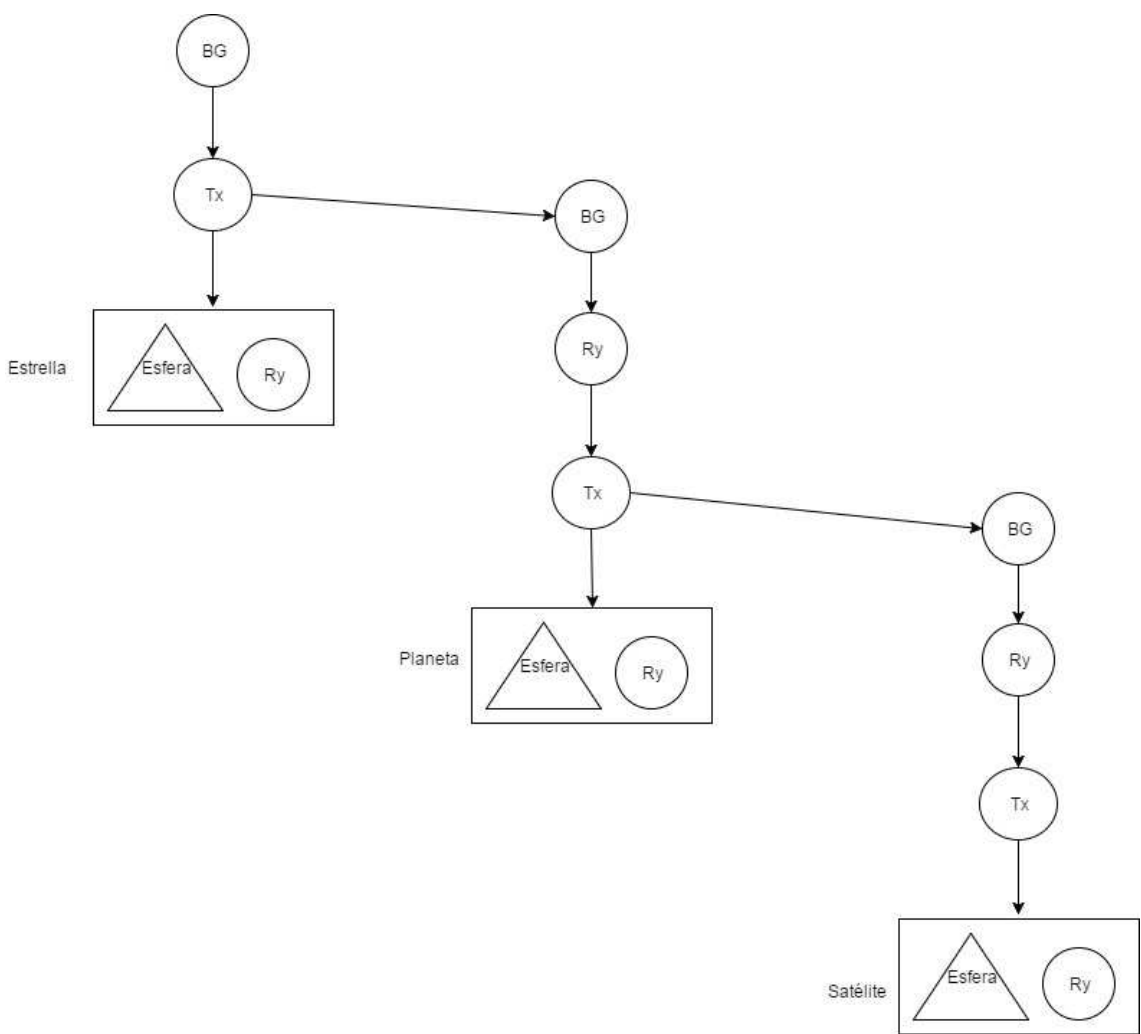 BG
Tx
BG
Estrella
Esfera
Ry
Ry
Tx
BG
Planeta
Esfera
Ry
Ry
Tx
Satélite
Esfera
Ry